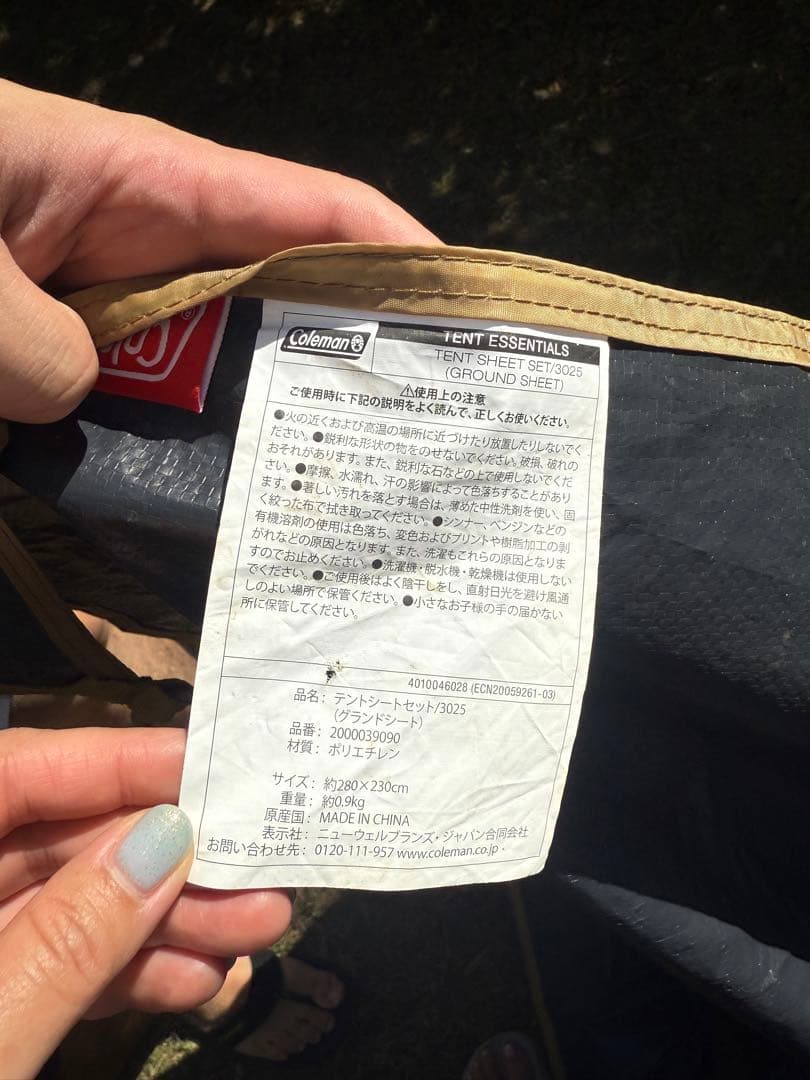 Coleman
TENT ESSENTIALS
TENT SHEET SET/3025
(GROUND SHEET)
⚠使用上の注意
ご使用時に下記の説明をよく読んで、正しくお使いください。
●火の近くおよび高温の場所に近づけたり放置したりしないでく
ださい。●鋭利な形状の物をのせないでください。破損、破れの
おそれがあります。また、鋭利な石などの上で使用しないでくだ
さい。●摩擦、水濡れ、汗の影響によって色落ちすることがあり
ます。●著しい汚れを落とす場合は、薄めた中性洗剤を使い、固
く絞った布で拭き取ってください。●シンナー、ベンジンなどの
有機溶剤の使用は色落ち、変色およびプリントや樹脂加工の剥
がれなどの原因となります。また、洗濯もこれらの原因となりま
すのでお止めください。●洗濯機・脱水機・乾燥機は使用しない
でください。●ご使用後はよく陰干しをし、直射日光を避け風通
しのよい場所で保管ください。●小さなお子様の手の届かない
所に保管してください。
4010046028 (ECN20059261-03)
品名：テントシートセット/3025
（グランドシート）
品番：2000039090
材質：ポリエチレン
サイズ：約280×230cm
重量：約0.9kg
原産国：MADE IN CHINA
表示社：ニューウェルブランズ・ジャパン合同会社
お問い合わせ先：0120-111-957 www.coleman.co.jp